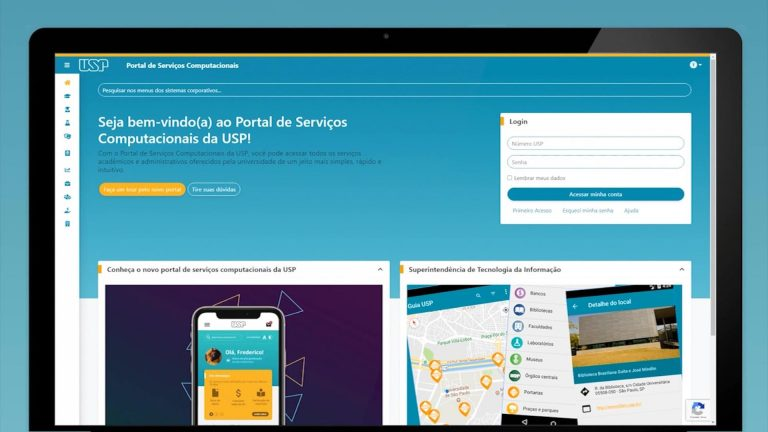 USP
Portal de Serviços Computacionais
1
Pesquisar nos menus dos sistemas corporativos...
Seja bem-vindo(a) ao Portal de Serviços
Computacionais da USP!
Com o Portal de Serviços Computacionais da USP, você pode acessar todos os serviços
acadêmicos e administrativos oferecidos pela universidade de um jeito mais simples, rápido e
intuitivo.
Faça um tour pelo novo portal
Tire suas dúvidas
Login
Número USP
Senha
Lembrar meus dados
Acessar minha conta
Primeiro Acesso
Esqueci minha senha
Ajuda
Conheça o novo portal de serviços computacionais da USP
USP
Olá, Frederico!
Superintendência de Tecnologia da Informação
Guia USP
Parque Villa-Lobos
Bancos
Bibliotecas
Faculdades
Laboratórios
Museus
Órgãos centrais
Portarias
Praças e parques
Detalhe do local
Biblioteca Brasiliana Guita e José Mindlin
R. da Biblioteca, s/n Cidade Universitária
05508-050 - São Paulo, SP